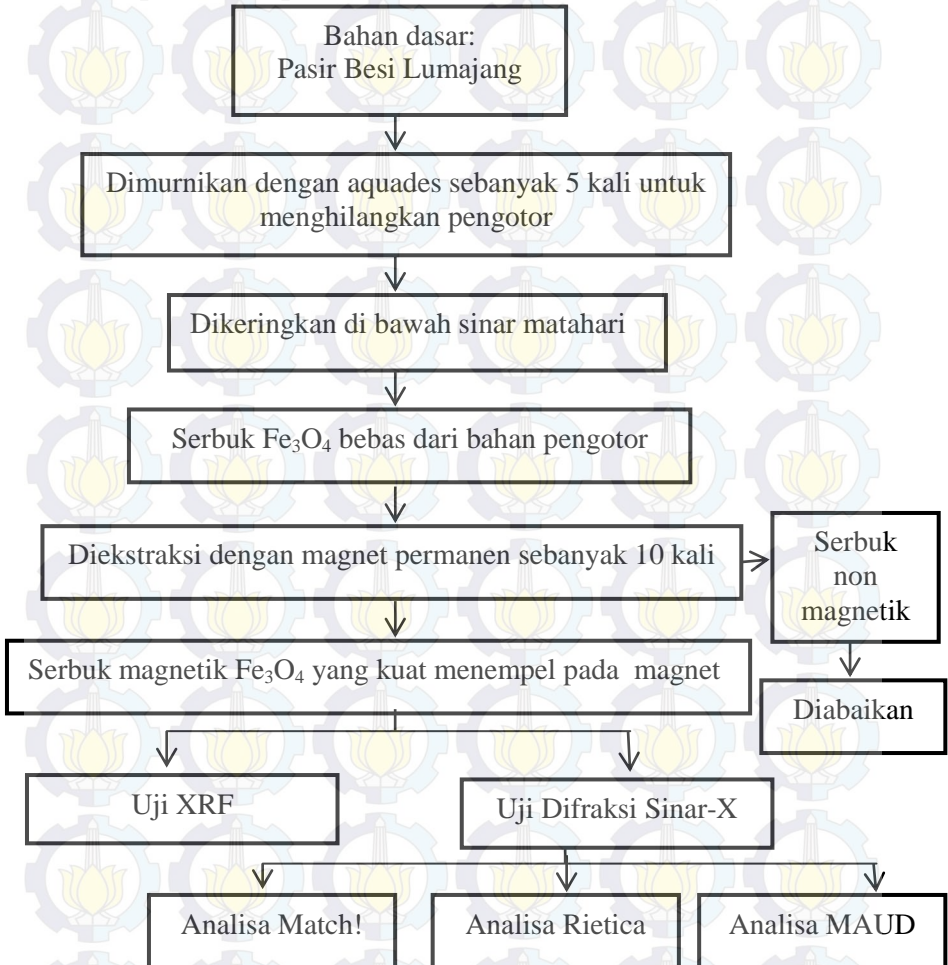 Bahan dasar:
Pasir Besi Lumajang
Dimurnikan dengan aquades sebanyak 5 kali untuk
menghilangkan pengotor
Dikeringkan di bawah sinar matahari
Serbuk Fe₃O₄ bebas dari bahan pengotor
Diekstraksi dengan magnet permanen sebanyak 10 kali
Serbuk
non
magnetik
Serbuk magnetik Fe₃O₄ yang kuat menempel pada magnet
Diabaikan
Uji XRF
Uji Difraksi Sinar-X
Analisa Match!
Analisa Rietica
Analisa MAUD